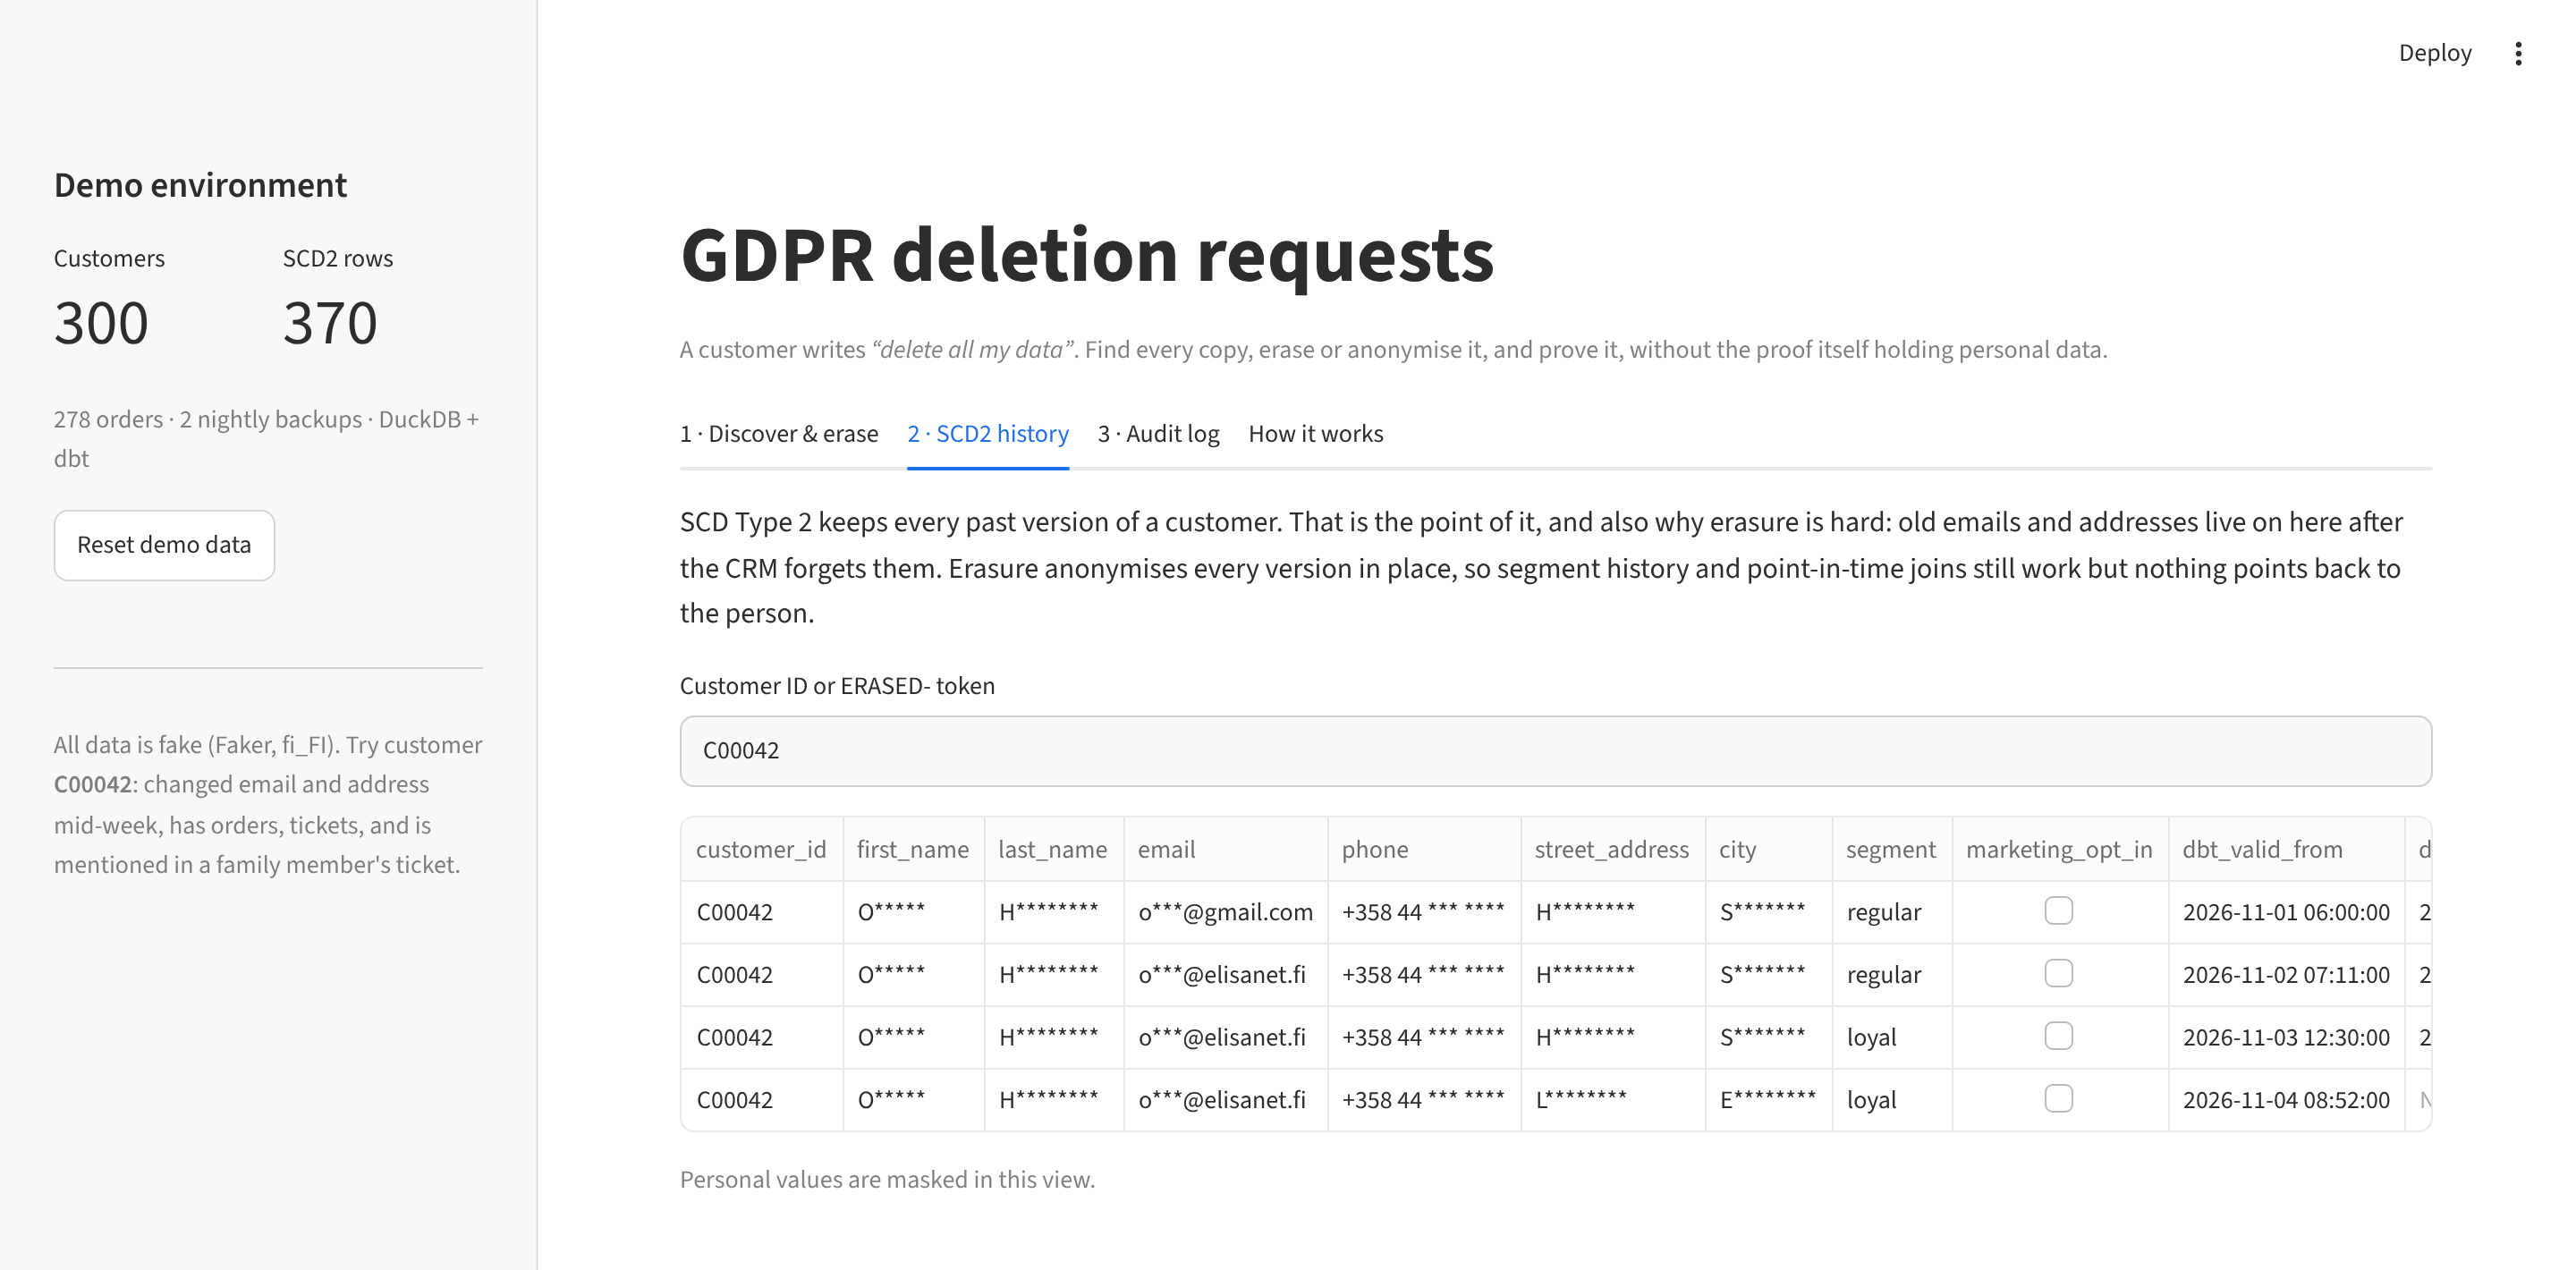 Deploy
Demo environment
Customers SCD2 rows
300 370
278 orders · 2 nightly backups · DuckDB +
dbt
Reset demo data
All data is fake (Faker, fi_FI). Try customer
C00042: changed email and address
mid-week, has orders, tickets, and is
mentioned in a family member's ticket.
GDPR deletion requests
A customer writes “delete all my data”. Find every copy, erase or anonymise it, and prove it, without the proof itself holding personal data.
1 · Discover & erase 2 · SCD2 history 3 · Audit log How it works
SCD Type 2 keeps every past version of a customer. That is the point of it, and also why erasure is hard: old emails and addresses live on here after
the CRM forgets them. Erasure anonymises every version in place, so segment history and point-in-time joins still work but nothing points back to
the person.
Customer ID or ERASED- token
C00042
customer_id first_name last_name email phone street_address city segment marketing_opt_in dbt_valid_from d
C00042 O***** H******** o***@gmail.com +358 44 *** **** H******** S******* regular 2026-11-01 06:00:00 2
C00042 O***** H******** o***@elisanet.fi +358 44 *** **** H******** S******* regular 2026-11-02 07:11:00 2
C00042 O***** H******** o***@elisanet.fi +358 44 *** **** H******** S******* loyal 2026-11-03 12:30:00 2
C00042 O***** H******** o***@elisanet.fi +358 44 *** **** L******** E******** loyal 2026-11-04 08:52:00 N
Personal values are masked in this view.